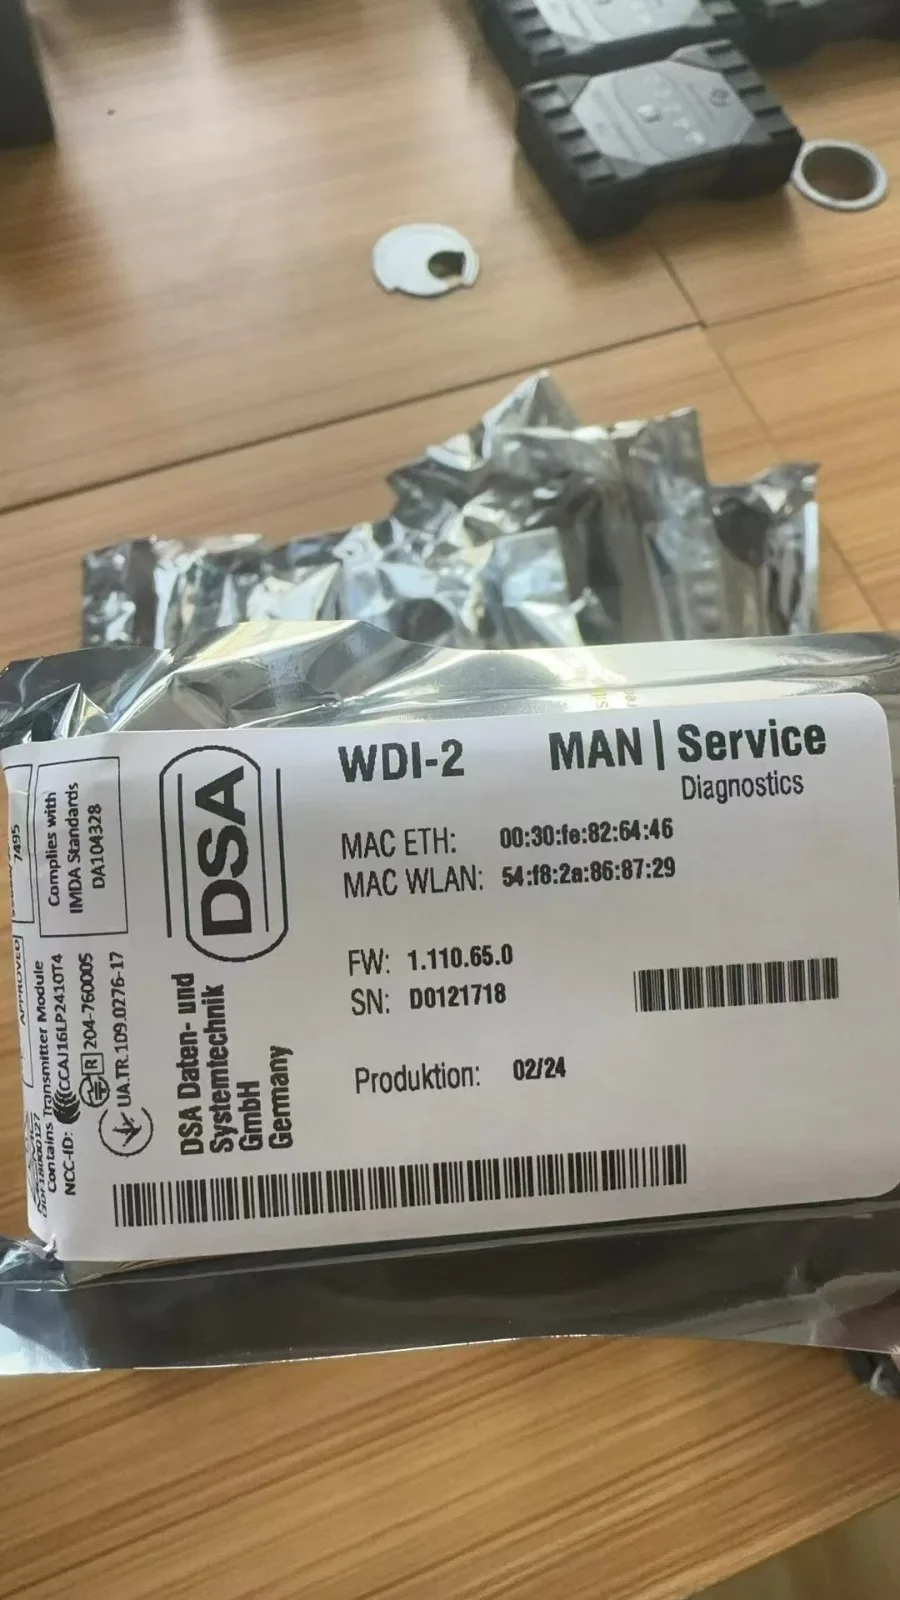 WDI-2
MAN | Service
Diagnostics
MAC ETH: 00:30:fe:82:64:46
MAC WLAN: 54:f8:2a:86:87:29
FW: 1.110.65.0
SN: D0121718
Produktion: 02/24
DSA
DSA Daten- und
Systemtechnik
GmbH
Germany
Complies with
IMDA Standards
DA104328
7495
APPROVED
Contains Transmitter Module
NCC-ID: CCAJ16LP2410T4
R 204-760005
UA.TR.109.0276-17